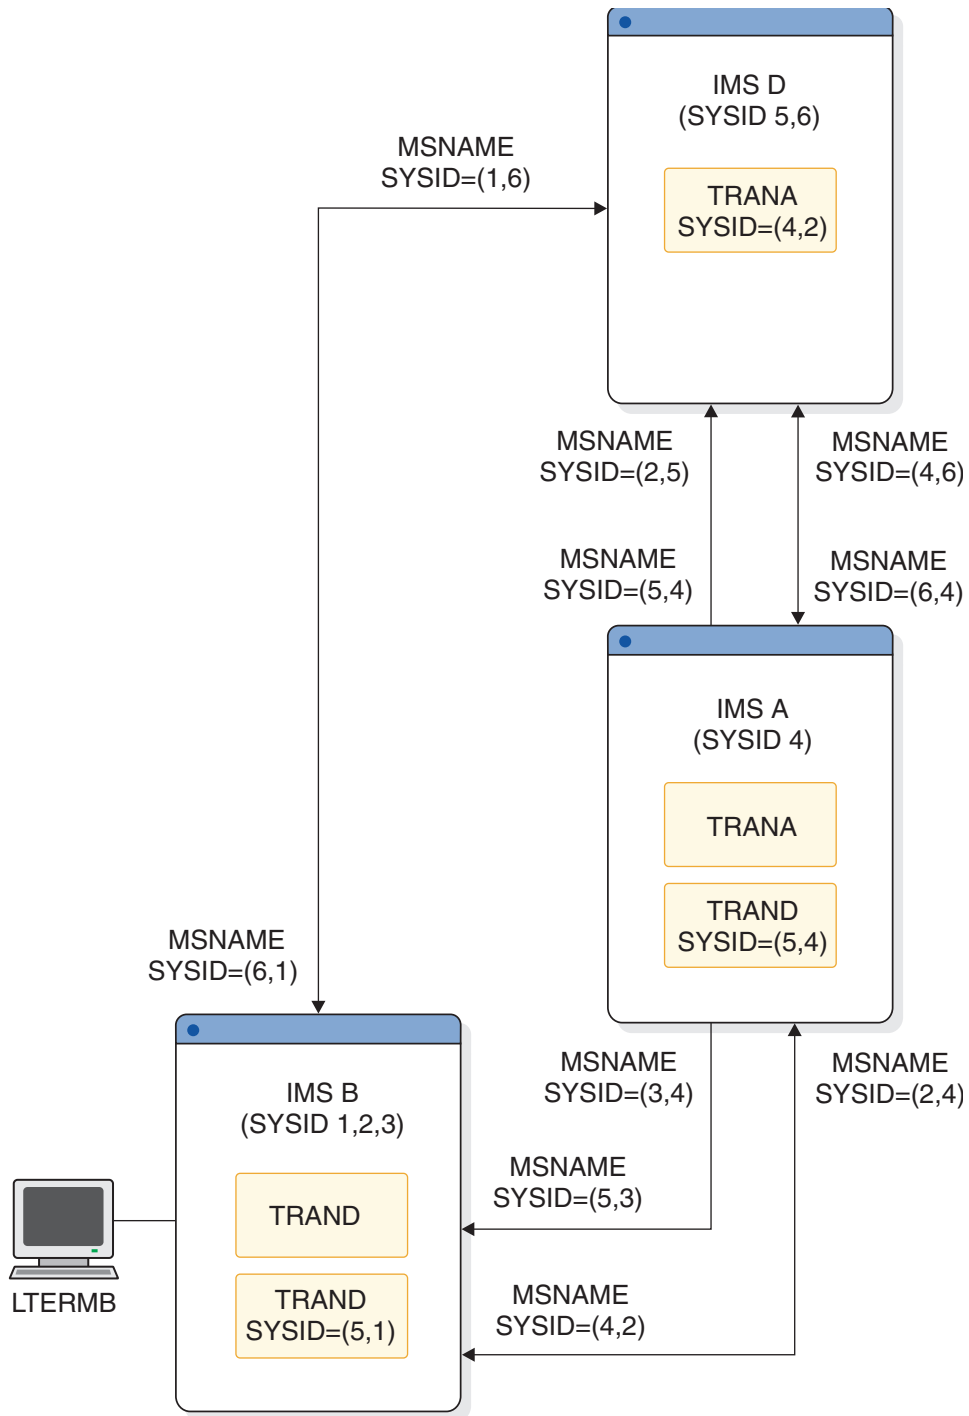 IMS D
(SYSID 5,6)
MSNAME
SYSID=(1,6)
TRANA
SYSID=(4,2)
MSNAME
SYSID=(2,5)
MSNAME
SYSID=(4,6)
MSNAME
SYSID=(5,4)
MSNAME
SYSID=(6,4)
IMS A
(SYSID 4)
TRANA
TRAND
SYSID=(5,4)
MSNAME
SYSID=(6,1)
MSNAME
SYSID=(3,4)
MSNAME
SYSID=(2,4)
IMS B
(SYSID 1,2,3)
MSNAME
SYSID=(5,3)
TRAND
LTERMB
TRAND
SYSID=(5,1)
MSNAME
SYSID=(4,2)